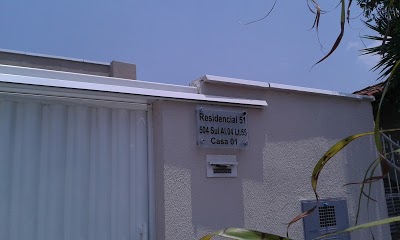 Residencial 51
504 Sul Al.04 Lt.55
Casa 01